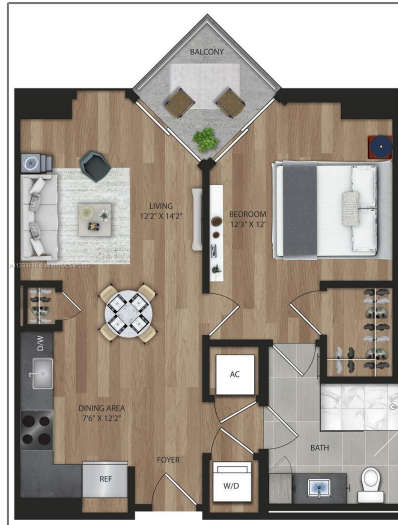 BALCONY
LIVING
12'2" X 14'2"
BEDROOM
12'3" X 12'
D/W
AC
DINING AREA
7'6" X 12'2"
BATH
FOYER
REF
W/D